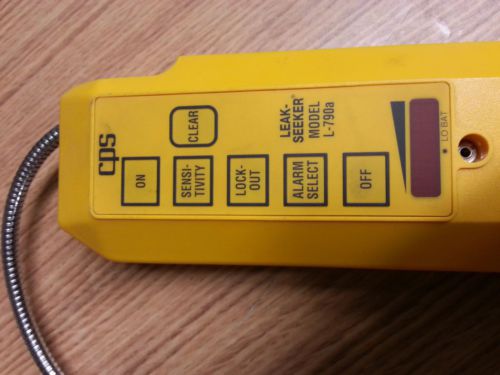 cps
CLEAR
LEAK-
SEEKER®
MODEL
L-790a
ON
SENSI-
TIVITY
LOCK-
OUT
ALARM
SELECT
OFF
LO BAT